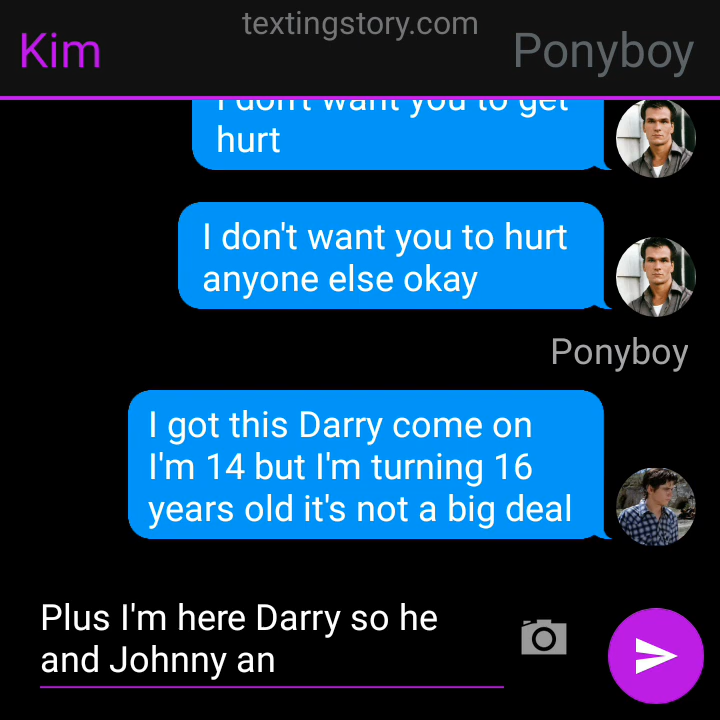 textingstory.com
Kim
Ponyboy
I don't want you to get
hurt
I don't want you to hurt
anyone else okay
Ponyboy
I got this Darry come on
I'm 14 but I'm turning 16
years old it's not a big deal
Plus I'm here Darry so he
and Johnny an